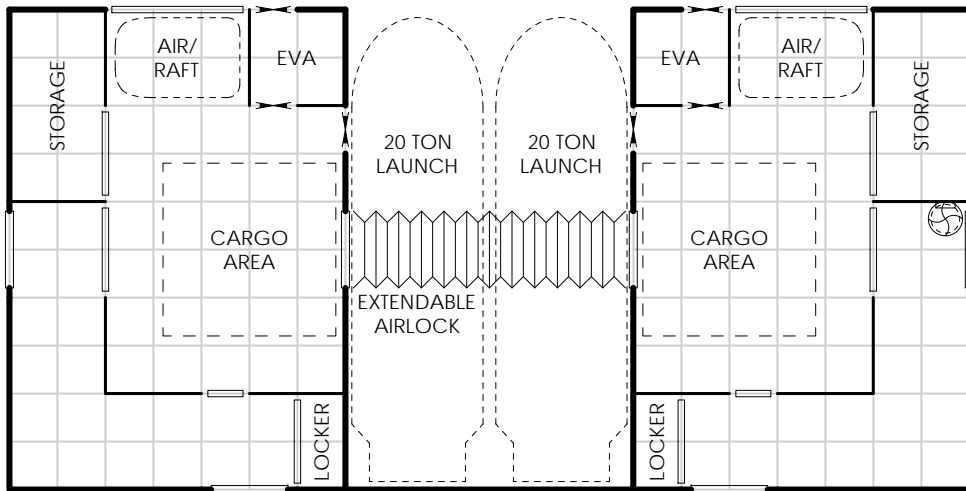 STORAGE
AIR/
RAFT
EVA
20 TON
LAUNCH
20 TON
LAUNCH
EVA
AIR/
RAFT
STORAGE
CARGO
AREA
EXTENDABLE
AIRLOCK
CARGO
AREA
LOCKER
LOCKER